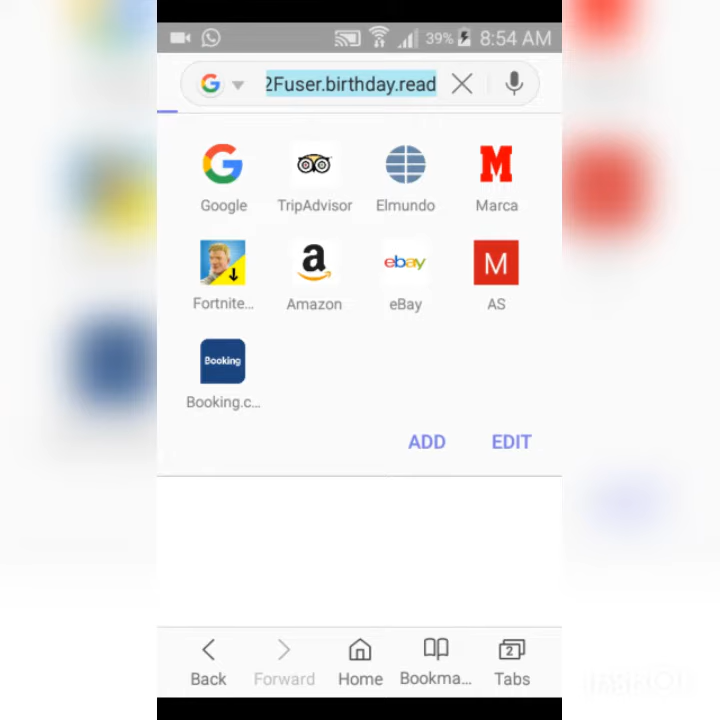 39% 8:54 AM
2Fuser.birthday.read
Google TripAdvisor Elmundo Marca
a ebay M
Fortnite... Amazon eBay AS
Booking
Booking.c...
ADD EDIT
2
Back Forward Home Bookma... Tabs